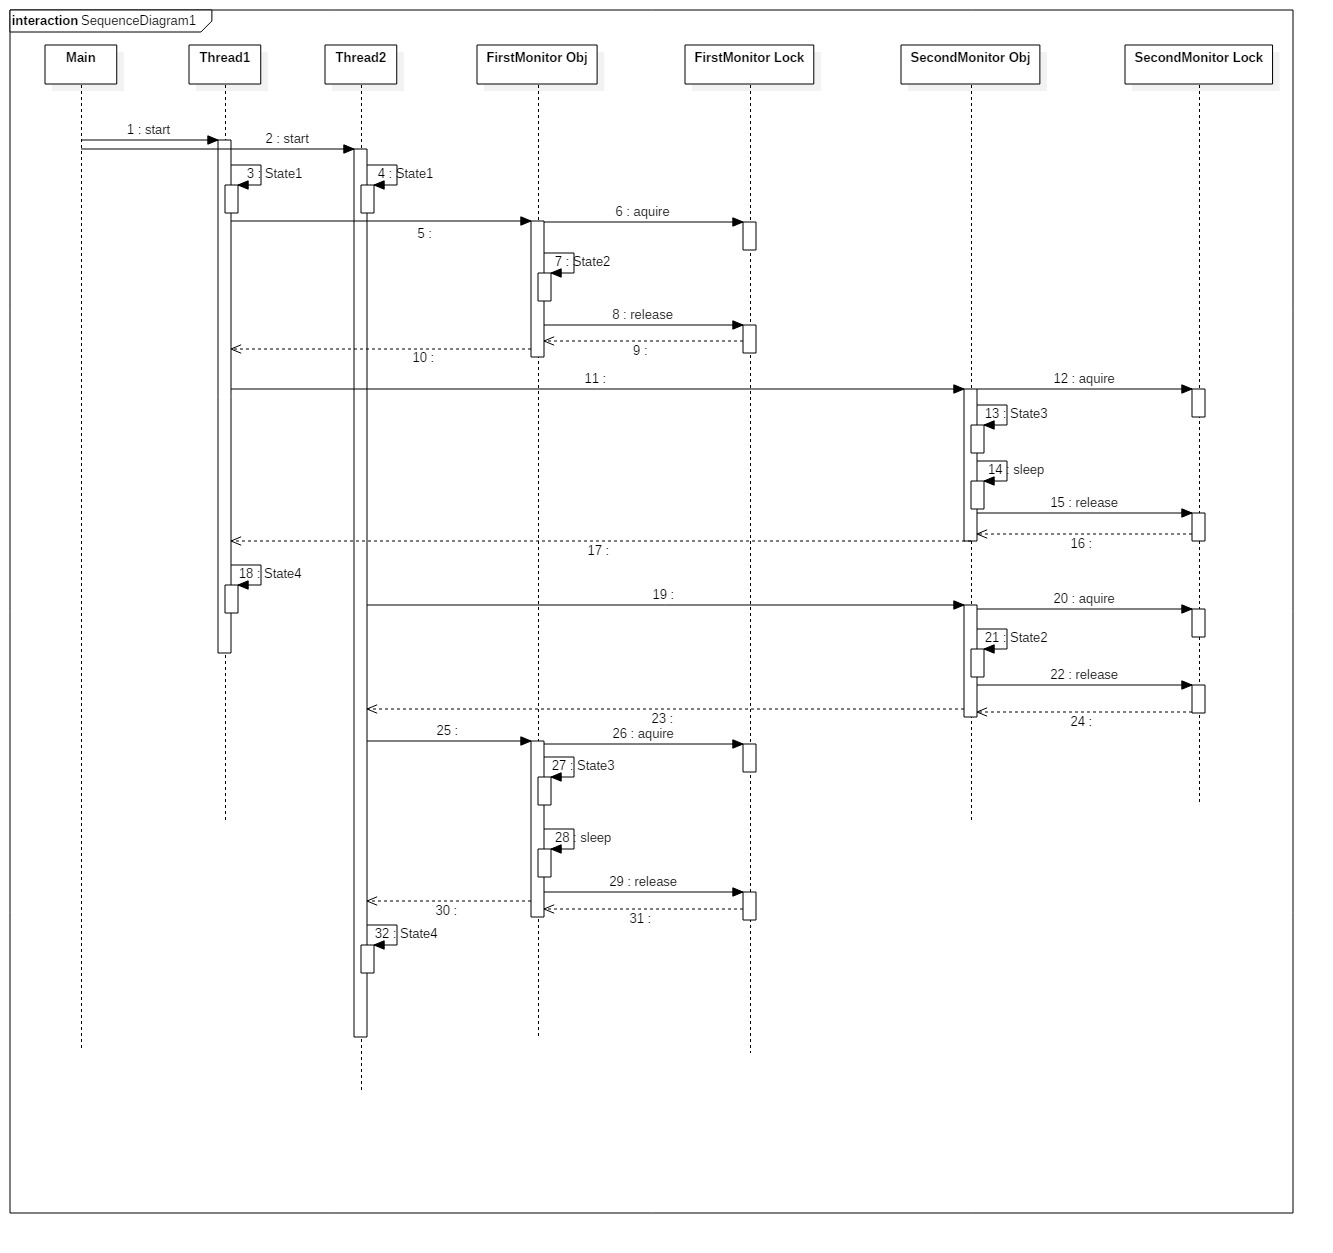 interaction SequenceDiagram1
Main
Thread1
Thread2
FirstMonitor Obj
FirstMonitor Lock
SecondMonitor Obj
SecondMonitor Lock
1 : start
2 : start
3 : State1
4 : State1
5 :
6 : aquire
7 : State2
8 : release
9 :
10 :
11 :
12 : aquire
13 : State3
14 : sleep
15 : release
16 :
17 :
18 : State4
19 :
20 : aquire
21 : State2
22 : release
23 :
24 :
25 :
26 : aquire
27 : State3
28 : sleep
29 : release
30 :
31 :
32 : State4